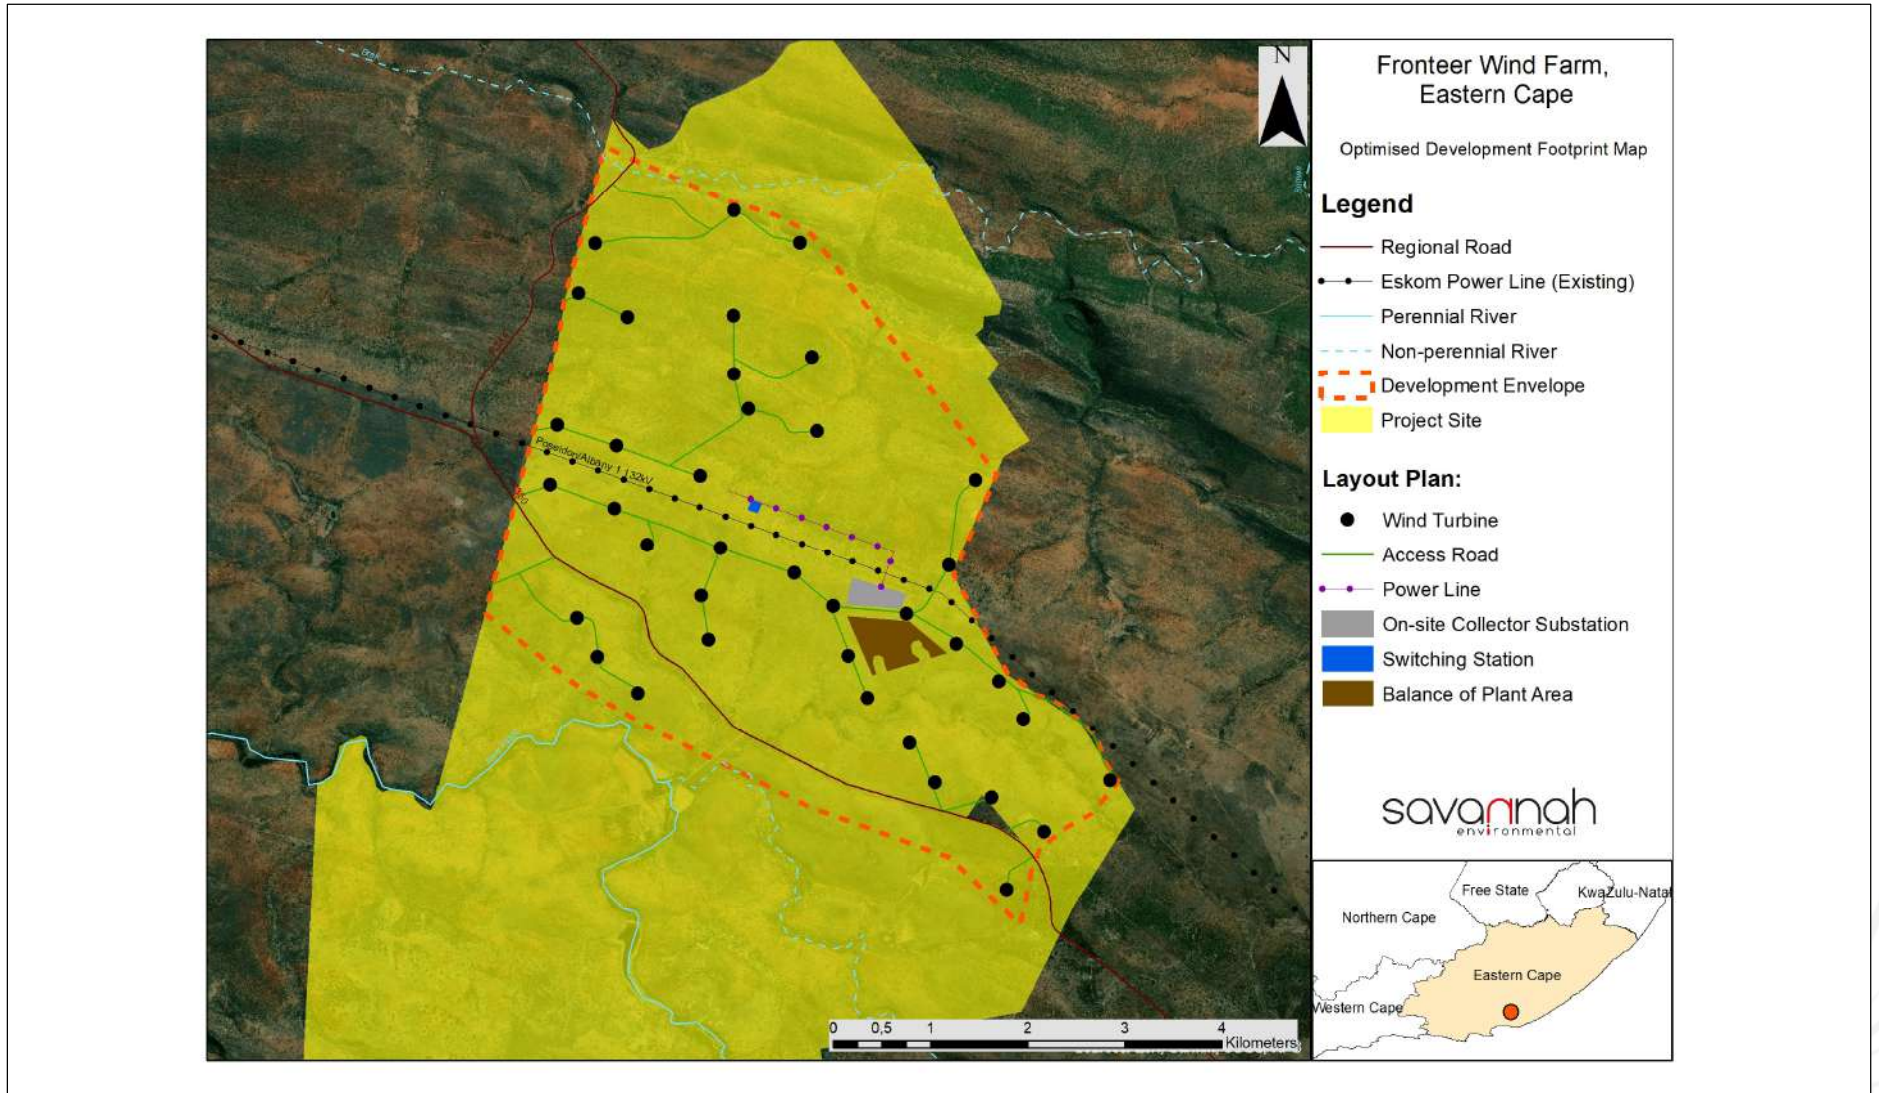 Brak
N
Poseidon/Albany 1 132kV
0 0,5 1 2 3 4
Kilometers
Fronteer Wind Farm,
Eastern Cape
Optimised Development Footprint Map
Legend
Regional Road
Eskom Power Line (Existing)
Perennial River
Non-perennial River
Development Envelope
Project Site
Layout Plan:
Wind Turbine
Access Road
Power Line
On-site Collector Substation
Switching Station
Balance of Plant Area
savannah
environmental
Free State
KwaZulu-Natal
Northern Cape
Eastern Cape
Western Cape